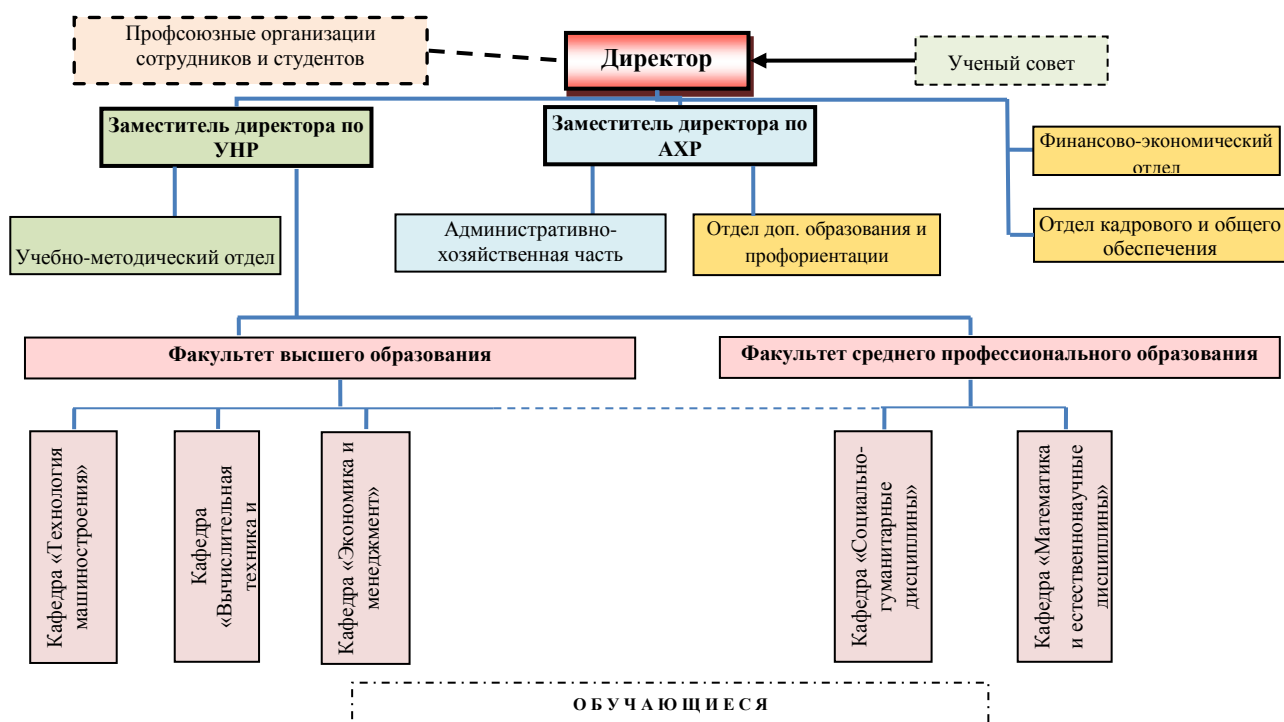 Профсоюзные организации
сотрудников и студентов
Директор
Ученый совет
Заместитель директора по
УНР
Заместитель директора по
АХР
Финансово-экономический
отдел
Учебно-методический отдел
Административно-
хозяйственная часть
Отдел доп. образования и
профориентации
Отдел кадрового и общего
обеспечения
Факультет высшего образования
Факультет среднего профессионального образования
Кафедра «Технология
машиностроения»
Кафедра
«Вычислительная
техника и
Кафедра «Экономика и
менеджмент»
Кафедра «Социально-
гуманитарные
дисциплины»
Кафедра «Математика
и естественнонаучные
дисциплины»
ОБУЧАЮЩИЕСЯ